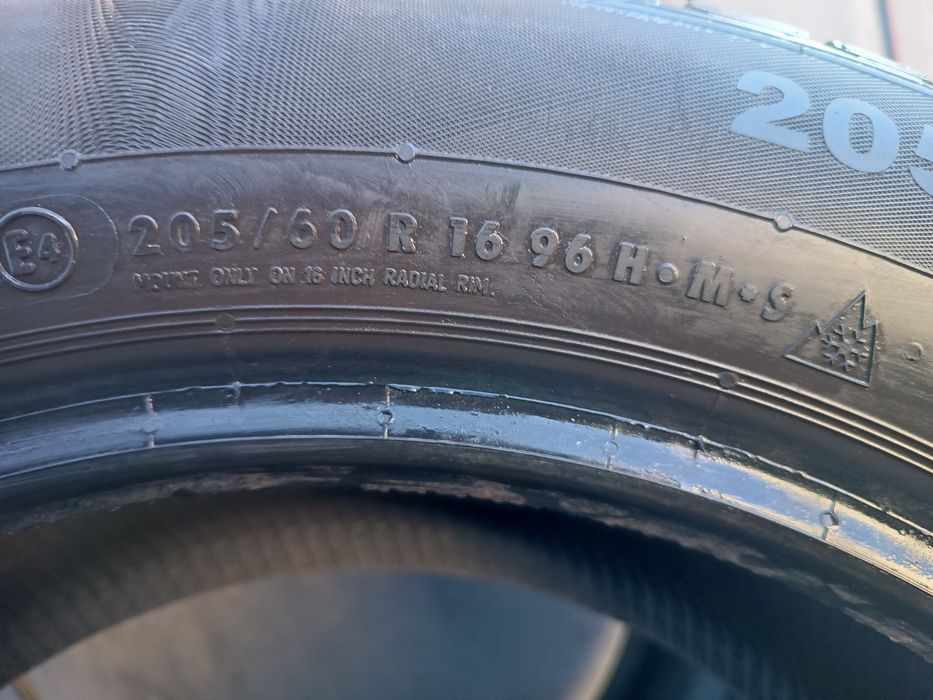 205
E4 205/60 R 16 96 H•M+S
MOUNT ONLY ON 16 INCH RADIAL RIM.